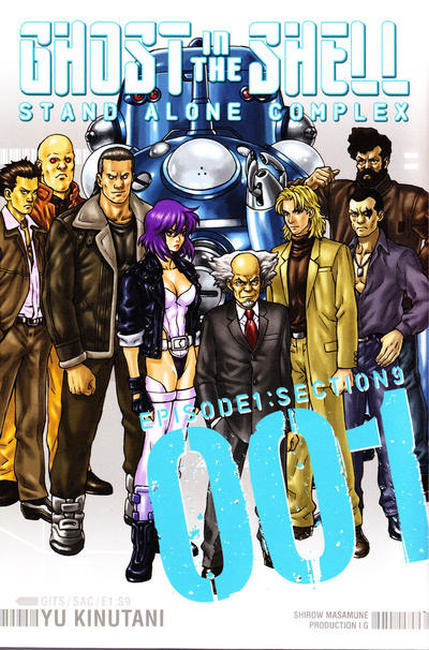 GHOST IN THE SHELL
STAND ALONE COMPLEX
EPISODE1:SECTION9
001
GITS/SAC/E1:S9
YU KINUTANI
SHIROW MASAMUNE
PRODUCTION I.G